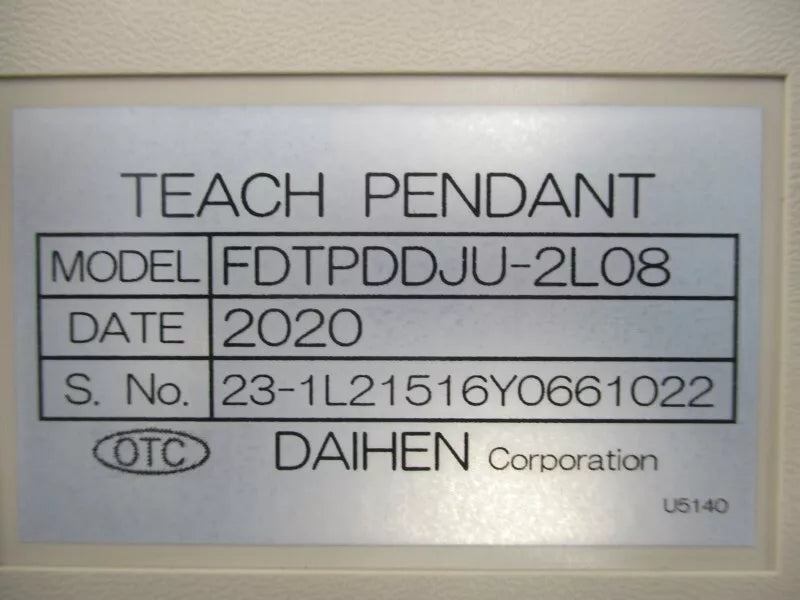 TEACH PENDANT
MODEL FDTPDDJU-2L08
DATE 2020
S. No. 23-1L21516Y0661022
OTC DAIHEN Corporation
U5140